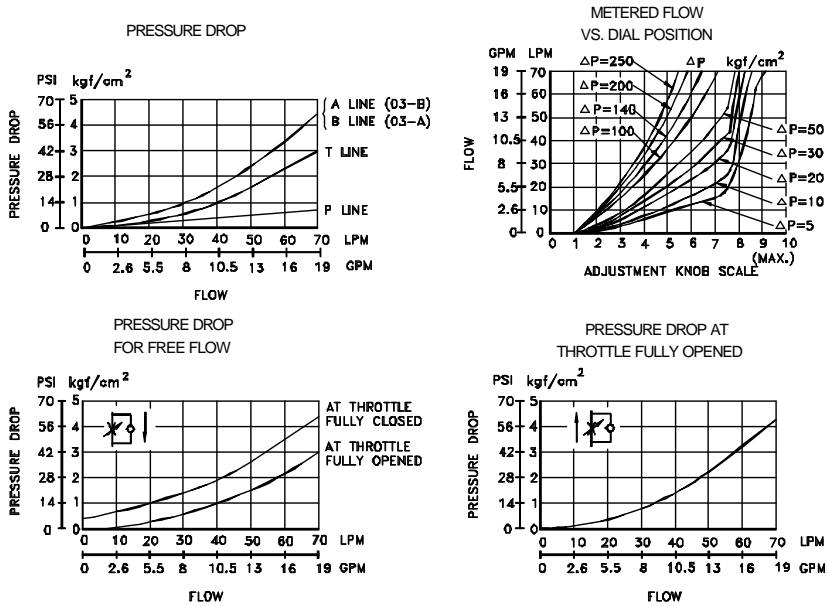 PRESSURE DROP
PSI kgf/cm²
70 5
56 4
42 3
28 2
14 1
0 0
PRESSURE DROP
A LINE (03-B)
B LINE (03-A)
T LINE
P LINE
0 10 20 30 40 50 60 70 LPM
0 2.6 5.5 8 10.5 13 16 19 GPM
FLOW
METERED FLOW
VS. DIAL POSITION
GPM LPM
△P=250 △P kgf/cm²
19 70
16 60
△P=200
13 50
△P=140
△P=50
10.5 40
△P=100
△P=30
8 30
△P=20
5.5 20
△P=10
2.6 10
△P=5
0 0
FLOW
0 1 2 3 4 5 6 7 8 9 10
(MAX.)
ADJUSTMENT KNOB SCALE
PRESSURE DROP
FOR FREE FLOW
PSI kgf/cm²
70 5
56 4
42 3
28 2
14 1
0 0
PRESSURE DROP
AT THROTTLE
FULLY CLOSED
AT THROTTLE
FULLY OPENED
0 10 20 30 40 50 60 70 LPM
0 2.6 5.5 8 10.5 13 16 19 GPM
FLOW
PRESSURE DROP AT
THROTTLE FULLY OPENED
PSI kgf/cm²
70 5
56 4
42 3
28 2
14 1
0 0
PRESSURE DROP
0 10 20 30 40 50 60 70 LPM
0 2.6 5.5 8 10.5 13 16 19 GPM
FLOW